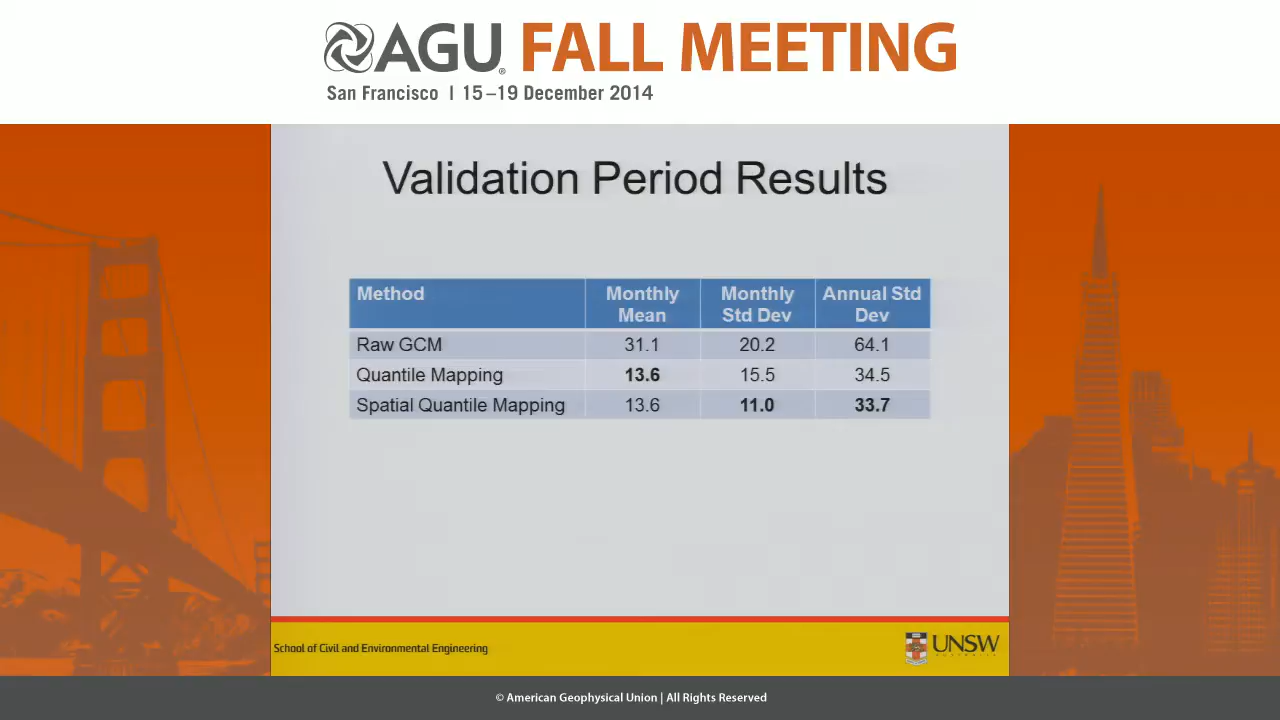 AGU FALL MEETING
San Francisco | 15–19 December 2014
Validation Period Results
Method Monthly Mean Monthly Std Dev Annual Std Dev
Raw GCM 31.1 20.2 64.1
Quantile Mapping 13.6 15.5 34.5
Spatial Quantile Mapping 13.6 11.0 33.7
School of Civil and Environmental Engineering
UNSW
© American Geophysical Union | All Rights Reserved